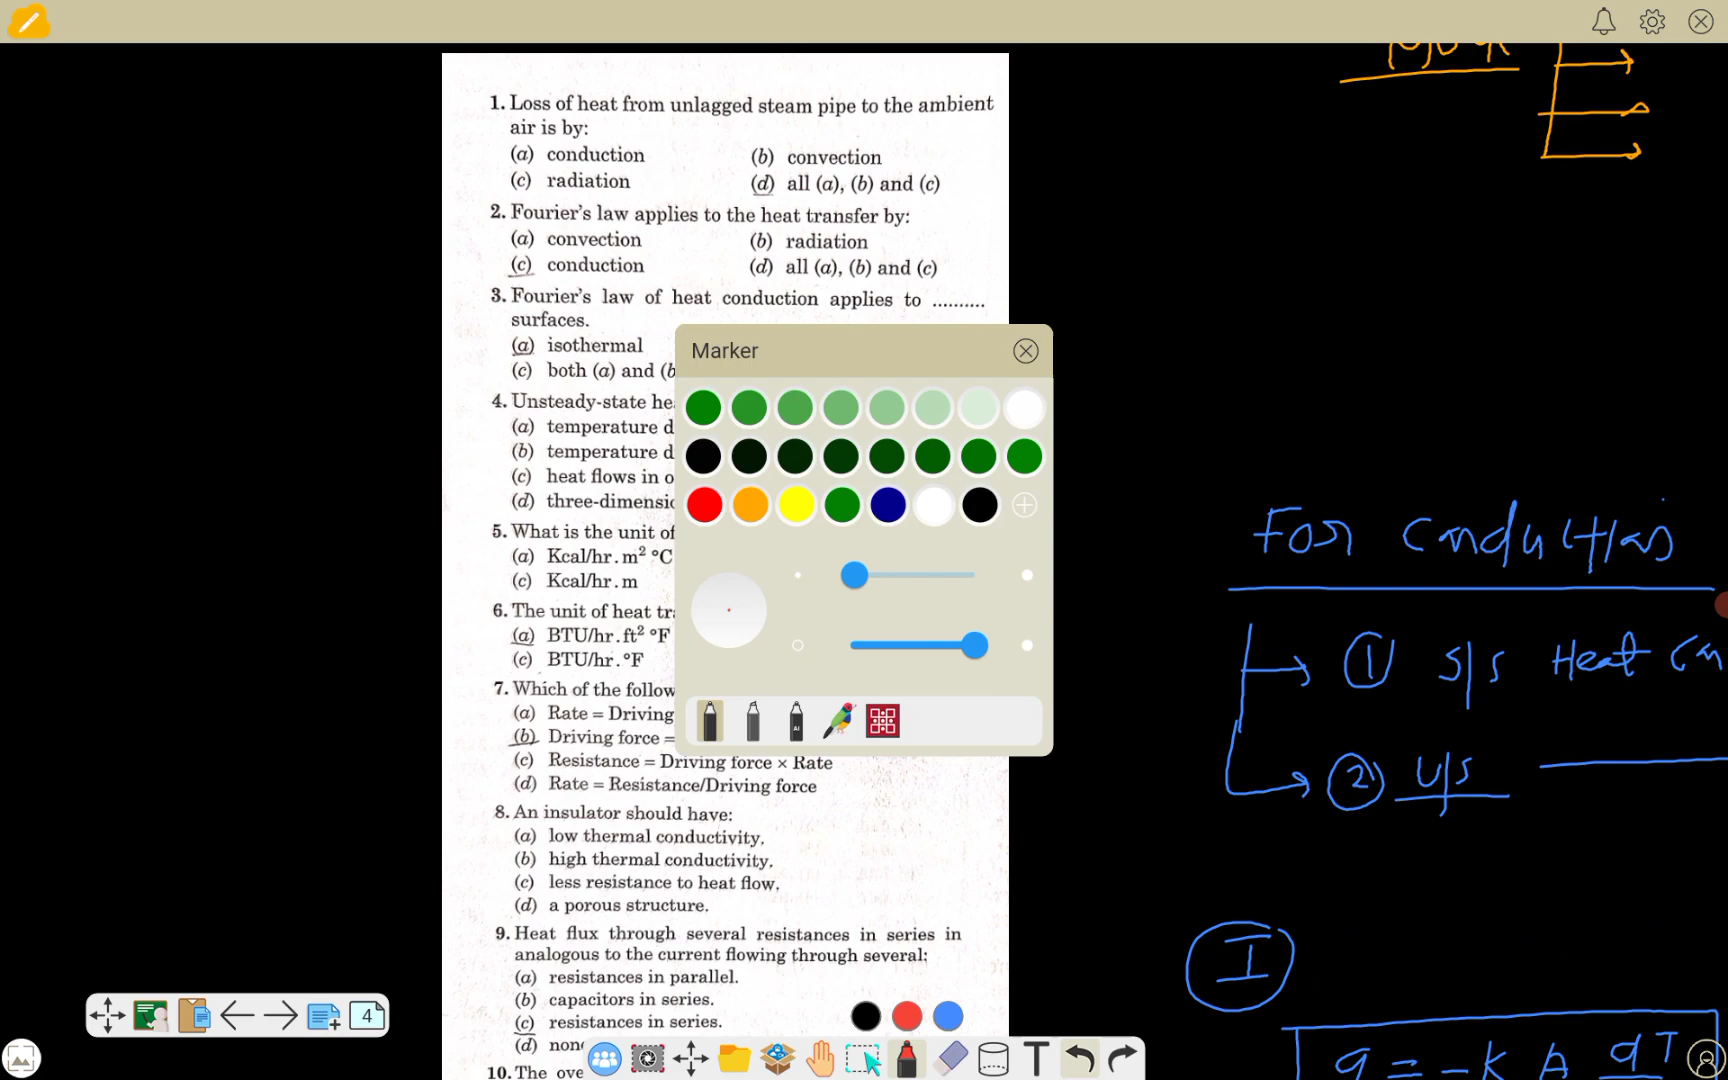 1. Loss of heat from unlagged steam pipe to the ambient
air is by:
(a) conduction (b) convection
(c) radiation (d) all (a), (b) and (c)
2. Fourier's law applies to the heat transfer by:
(a) convection (b) radiation
(c) conduction (d) all (a), (b) and (c)
3. Fourier's law of heat conduction applies to ..........
surfaces.
(a) isothermal
(c) both (a) and (b
4. Unsteady-state he
(a) temperature d
(b) temperature d
(c) heat flows in o
(d) three-dimensio
5. What is the unit of
(a) Kcal/hr.m² °C
(c) Kcal/hr.m
6. The unit of heat tr
(a) BTU/hr.ft² °F
(c) BTU/hr.°F
7. Which of the follow
(a) Rate = Driving
(b) Driving force =
(c) Resistance = Driving force × Rate
(d) Rate = Resistance/Driving force
8. An insulator should have:
(a) low thermal conductivity.
(b) high thermal conductivity.
(c) less resistance to heat flow.
(d) a porous structure.
9. Heat flux through several resistances in series in
analogous to the current flowing through several:
(a) resistances in parallel.
(b) capacitors in series.
(c) resistances in series.
(d) non
10. The ove
Marker
AI
For
① S/S Heat
② U/S
I
q = -K A dT
4
T